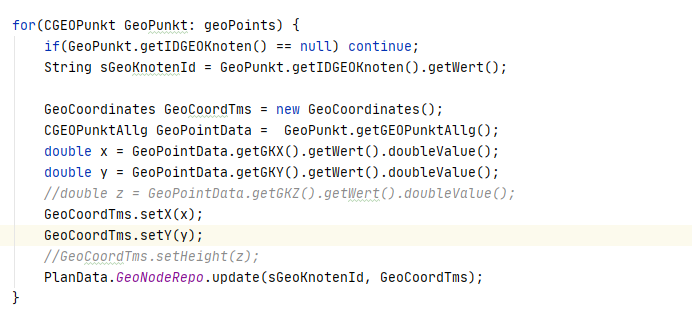 for(CGEOPunkt GeoPunkt: geoPoints) {
    if(GeoPunkt.getIDGEOKnoten() == null) continue;
    String sGeoKnotenId = GeoPunkt.getIDGEOKnoten().getWert();

    GeoCoordinates GeoCoordTms = new GeoCoordinates();
    CGEOPunktAllg GeoPointData =  GeoPunkt.getGEOPunktAllg();
    double x = GeoPointData.getGKX().getWert().doubleValue();
    double y = GeoPointData.getGKY().getWert().doubleValue();
    //double z = GeoPointData.getGKZ().getWert().doubleValue();
    GeoCoordTms.setX(x);
    GeoCoordTms.setY(y);
    //GeoCoordTms.setHeight(z);
    PlanData.GeoNodeRepo.update(sGeoKnotenId, GeoCoordTms);
}